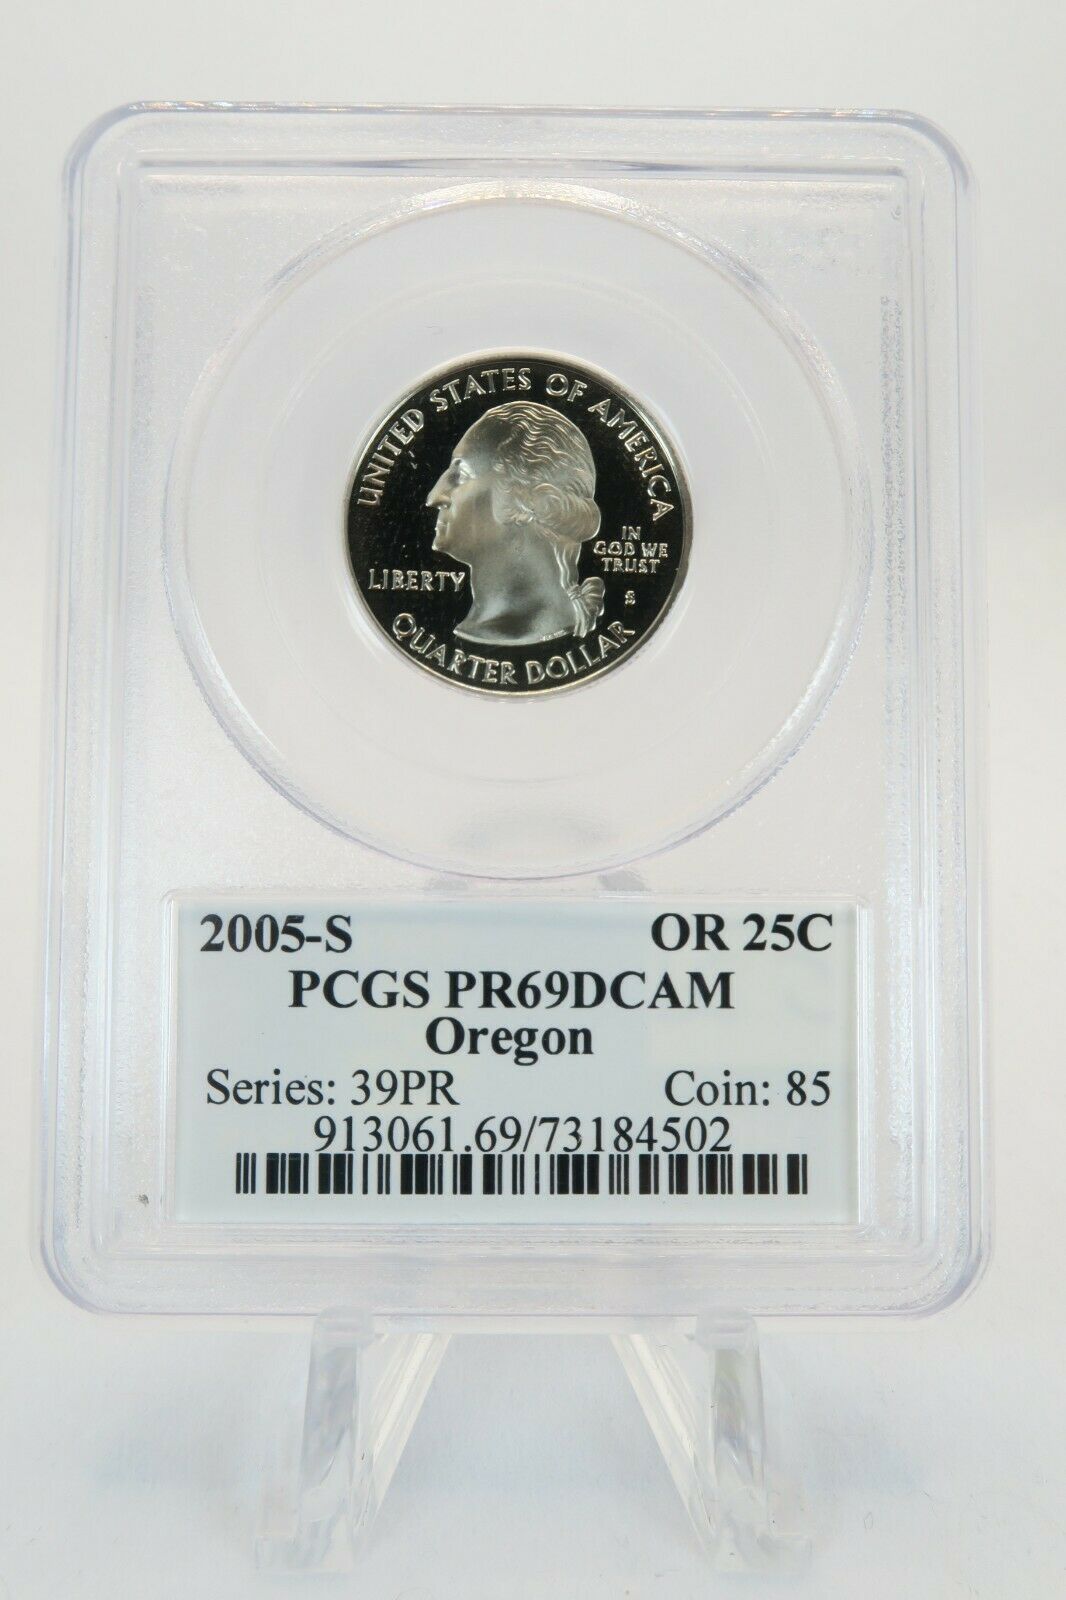 UNITED STATES OF AMERICA
LIBERTY
IN
GOD WE
TRUST
S
QUARTER DOLLAR
2005-S OR 25C
PCGS PR69DCAM
Oregon
Series: 39PR Coin: 85
913061.69/73184502